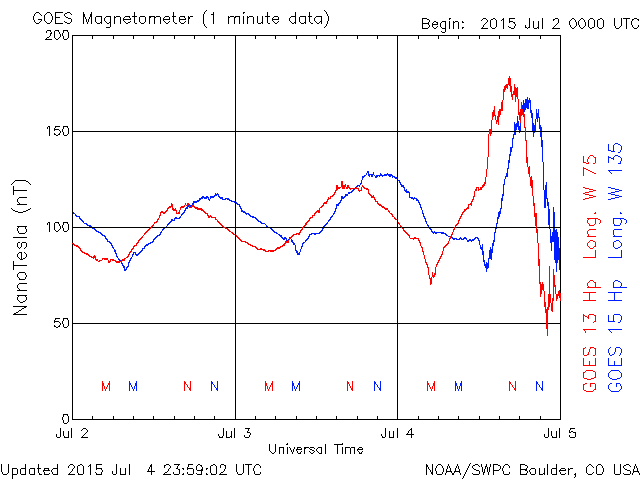 GOES Magnetometer (1 minute data)
Begin: 2015 Jul 2 0000 UTC
200
150
100
50
0
NanoTesla (nT)
M M N N M M N N M M N N
Jul 2 Jul 3 Jul 4 Jul 5
Universal Time
GOES 13 Hp Long. W 75
GOES 15 Hp Long. W 135
Updated 2015 Jul 4 23:59:02 UTC
NOAA/SWPC Boulder, CO USA